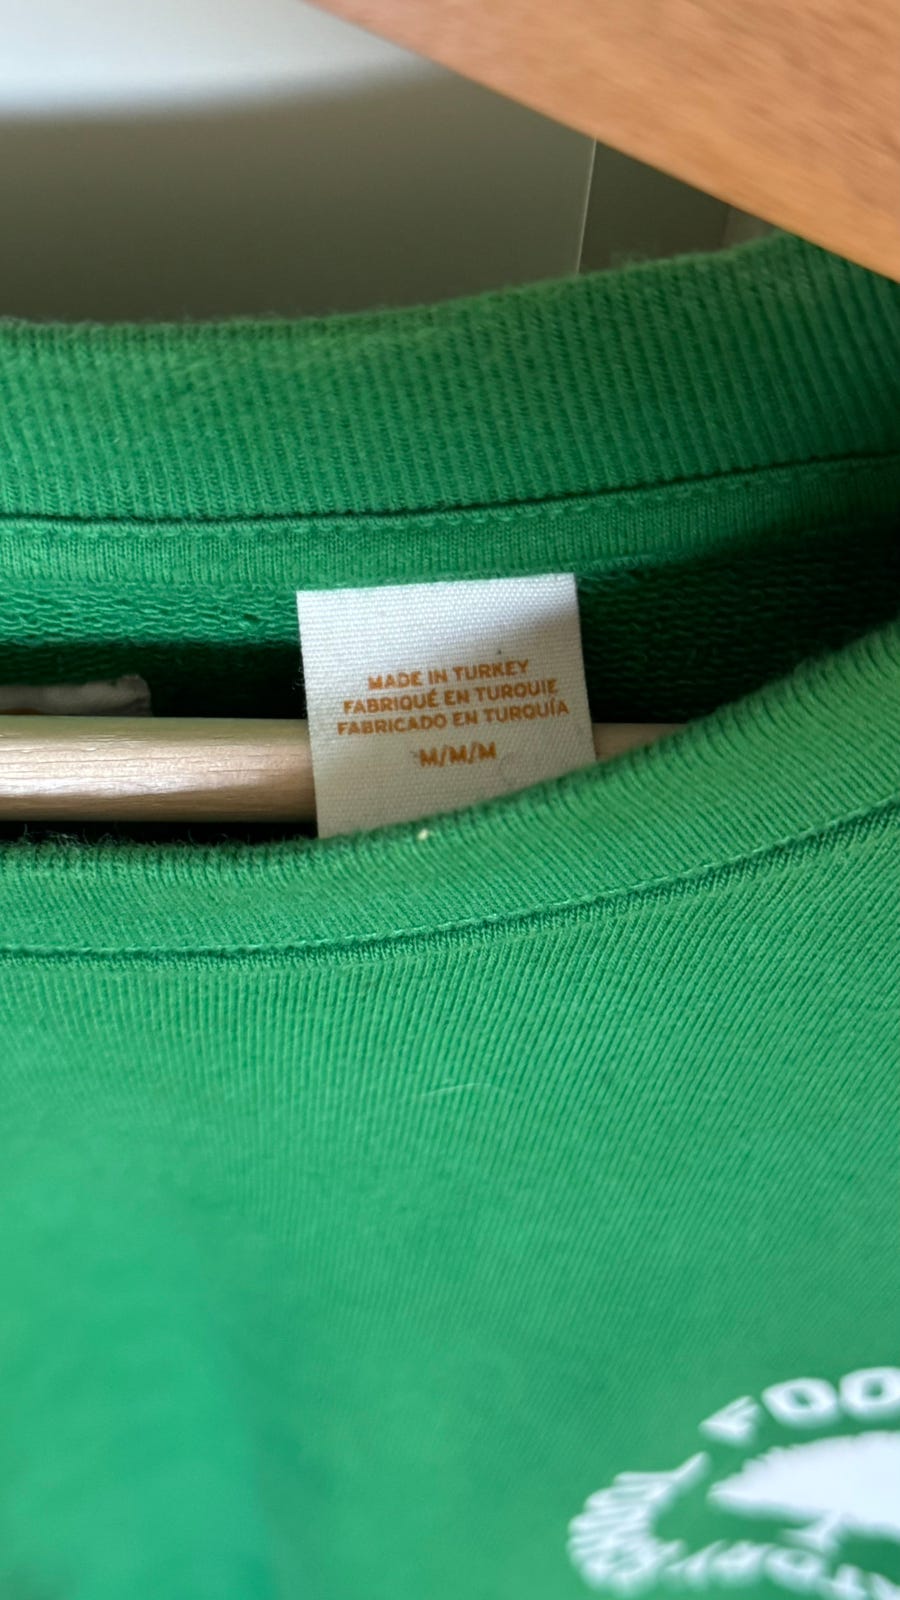 MADE IN TURKEY
FABRIQUÉ EN TURQUIE
FABRICADO EN TURQUÍA
M/M/M